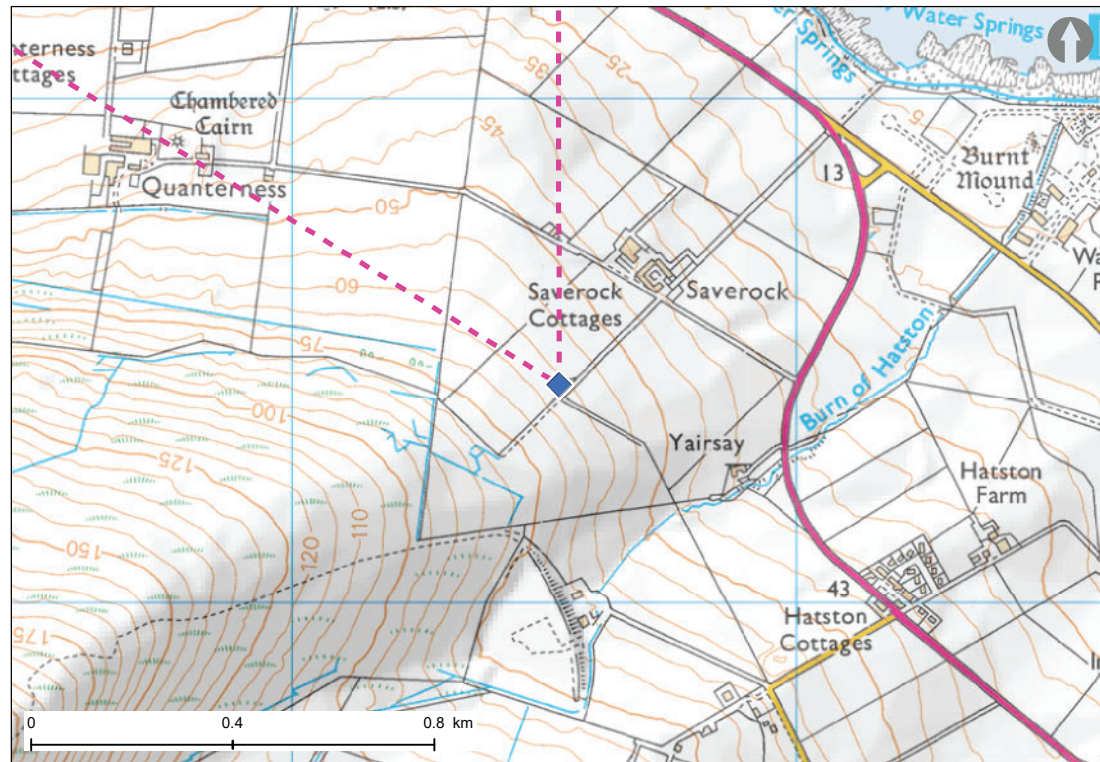 Water Springs
Springs
25
35
45
Chambered
Cairn
Quanterness
50
13
5
Burnt
Mound
60
Saverock
Saverock
Cottages
75
Burn of Hatston
100
Yairsay
125
Hatston
Farm
110
120
150
43
Hatston
Cottages
175
0 0.4 0.8 km